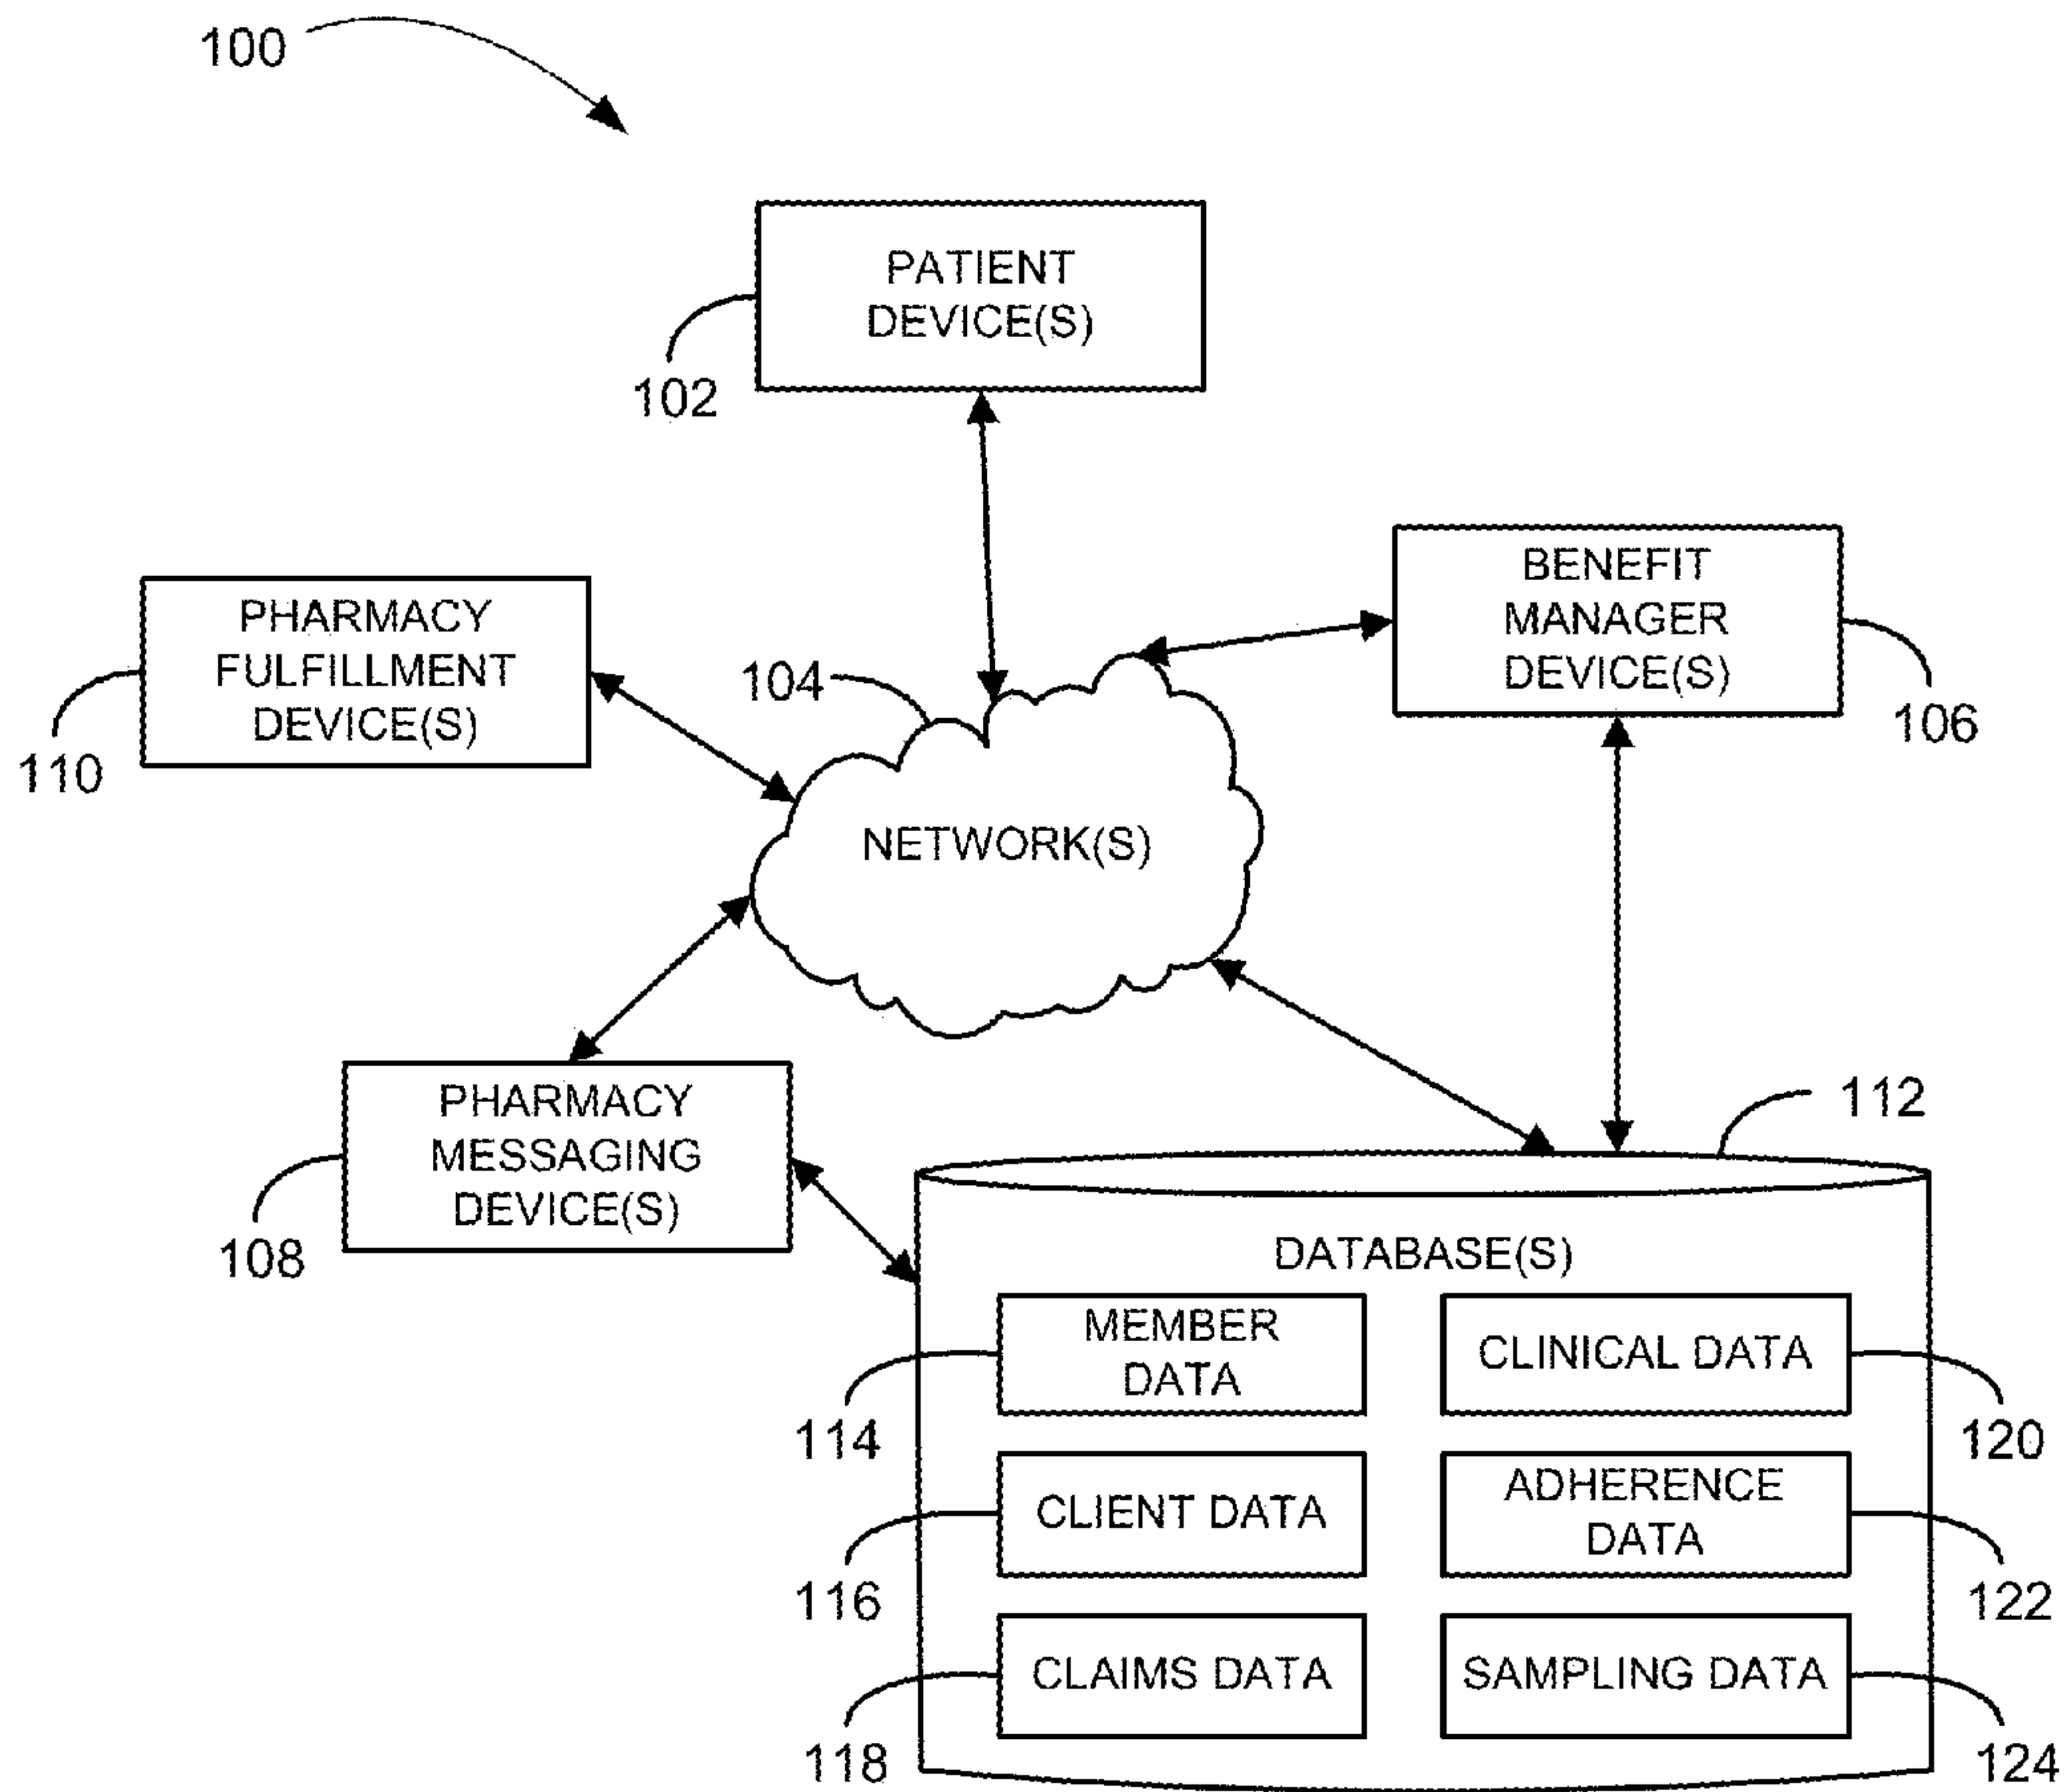 100
PATIENT
DEVICE(S)
102
BENEFIT
MANAGER
DEVICE(S)
106
PHARMACY
FULFILLMENT
DEVICE(S)
110
104
NETWORK(S)
PHARMACY
MESSAGING
DEVICE(S)
108
112
DATABASE(S)
MEMBER
DATA
114
CLINICAL DATA
120
CLIENT DATA
116
ADHERENCE
DATA
122
CLAIMS DATA
118
SAMPLING DATA
124